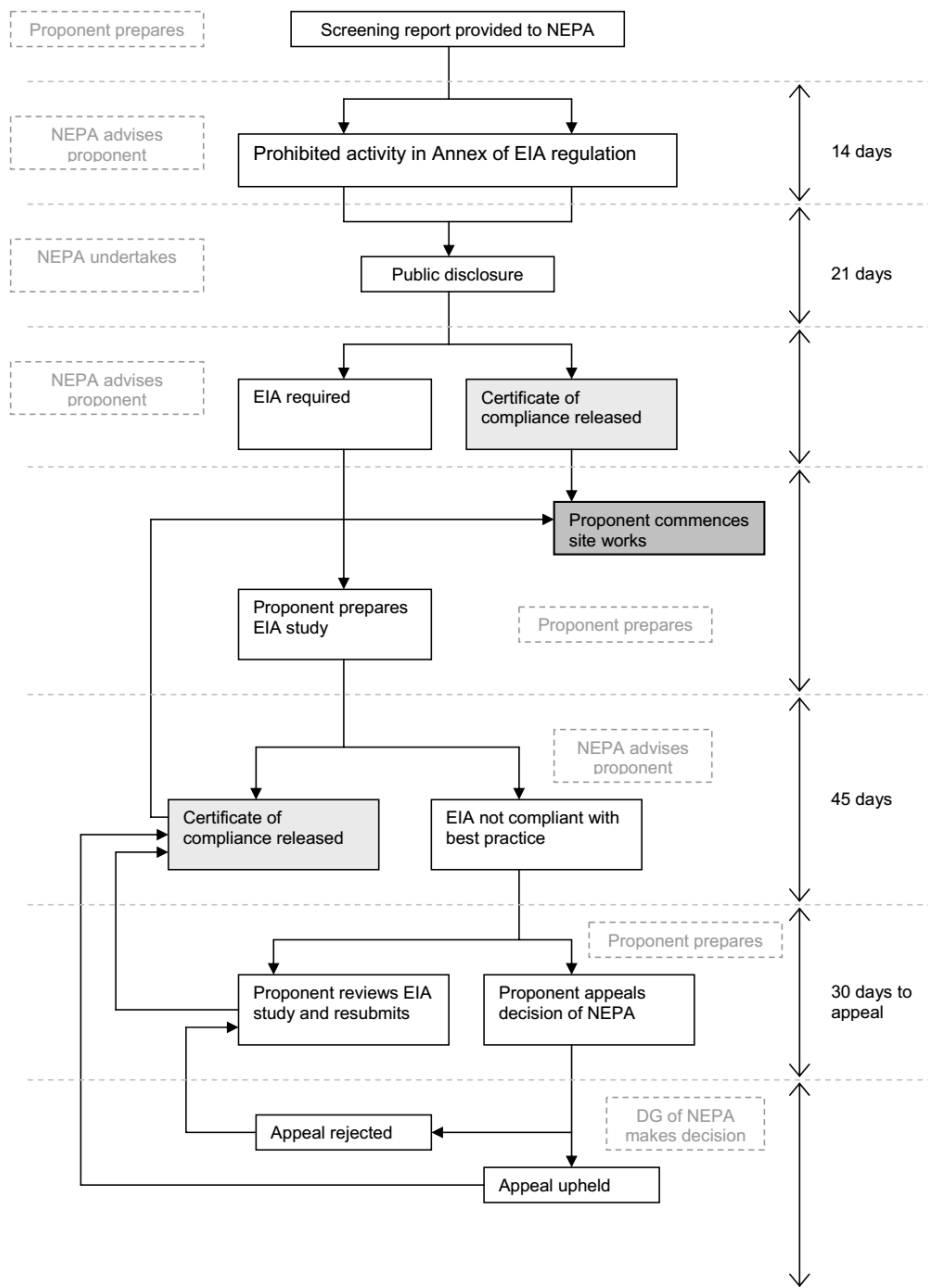 Proponent prepares
Screening report provided to NEPA
NEPA advises
proponent
Prohibited activity in Annex of EIA regulation
14 days
NEPA undertakes
Public disclosure
21 days
NEPA advises
proponent
EIA required
Certificate of
compliance released
Proponent commences
site works
Proponent prepares
EIA study
Proponent prepares
NEPA advises
proponent
Certificate of
compliance released
EIA not compliant with
best practice
45 days
Proponent prepares
Proponent reviews EIA
study and resubmits
Proponent appeals
decision of NEPA
30 days to
appeal
Appeal rejected
DG of NEPA
makes decision
Appeal upheld